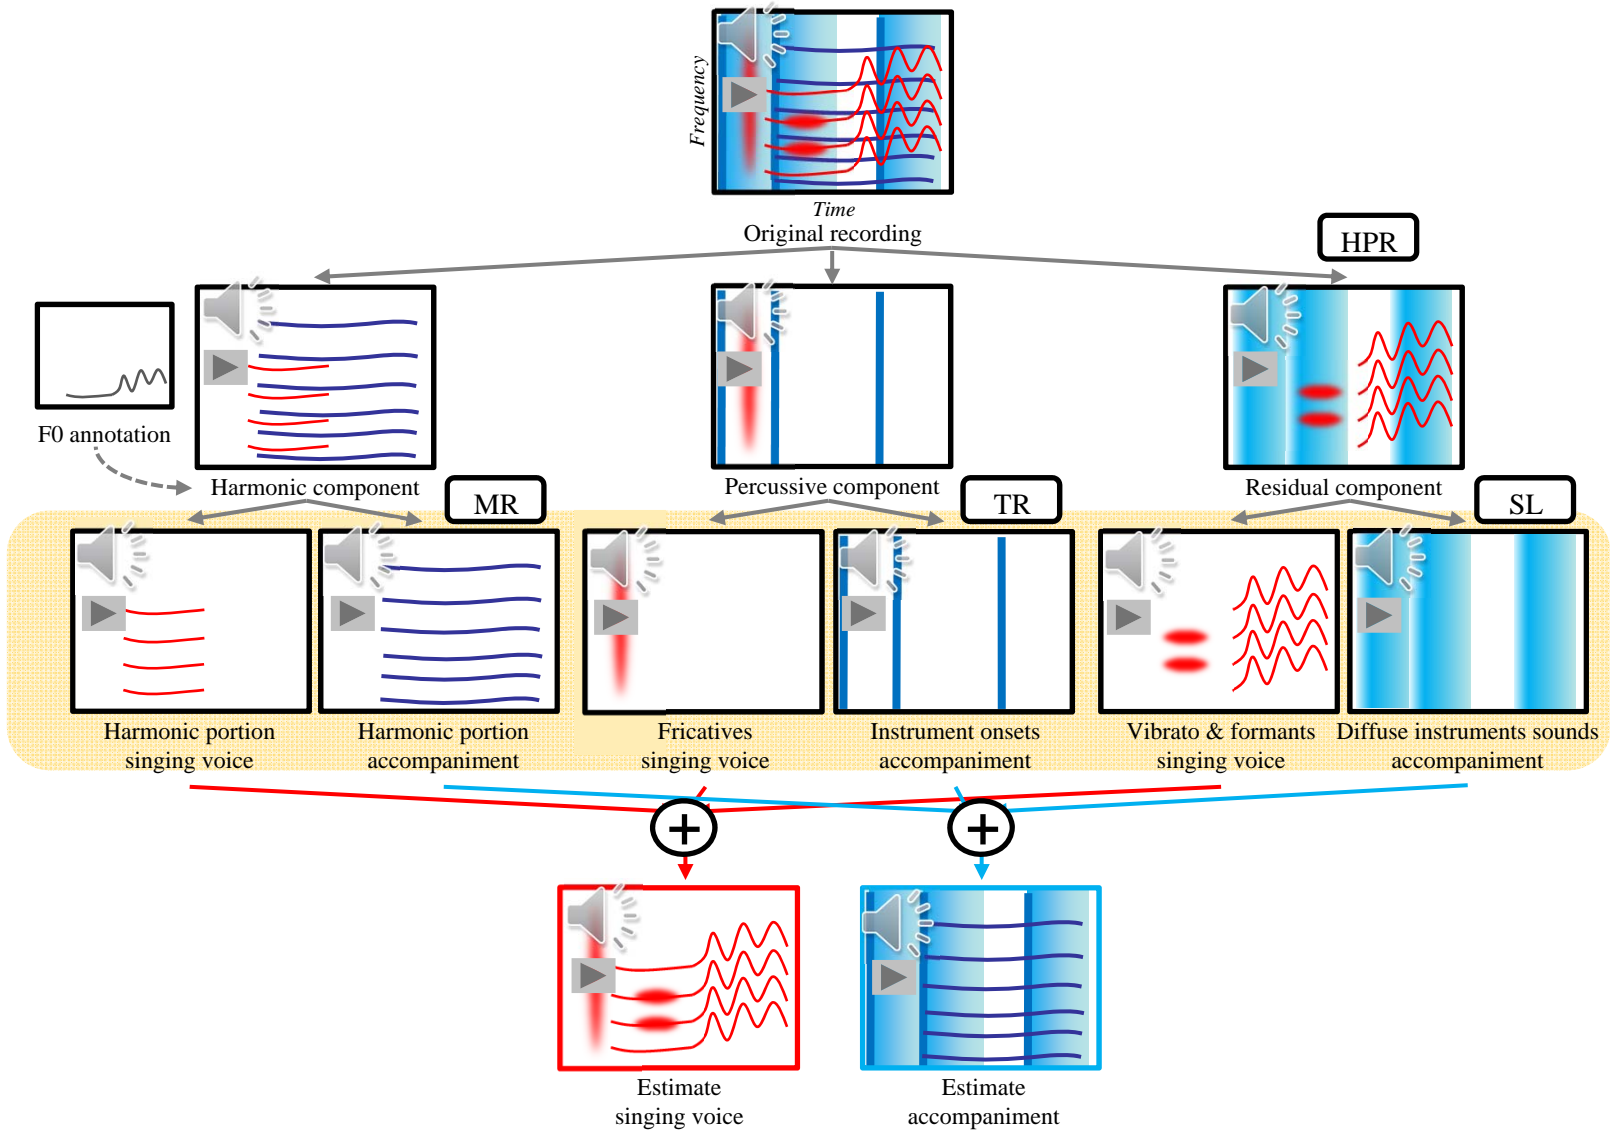 Frequency
Time
Original recording
HPR
F0 annotation
Harmonic component
MR
Percussive component
TR
Residual component
SL
Harmonic portion
singing voice
Harmonic portion
accompaniment
Fricatives
singing voice
Instrument onsets
accompaniment
Vibrato & formants
singing voice
Diffuse instruments sounds
accompaniment
+
+
Estimate
singing voice
Estimate
accompaniment